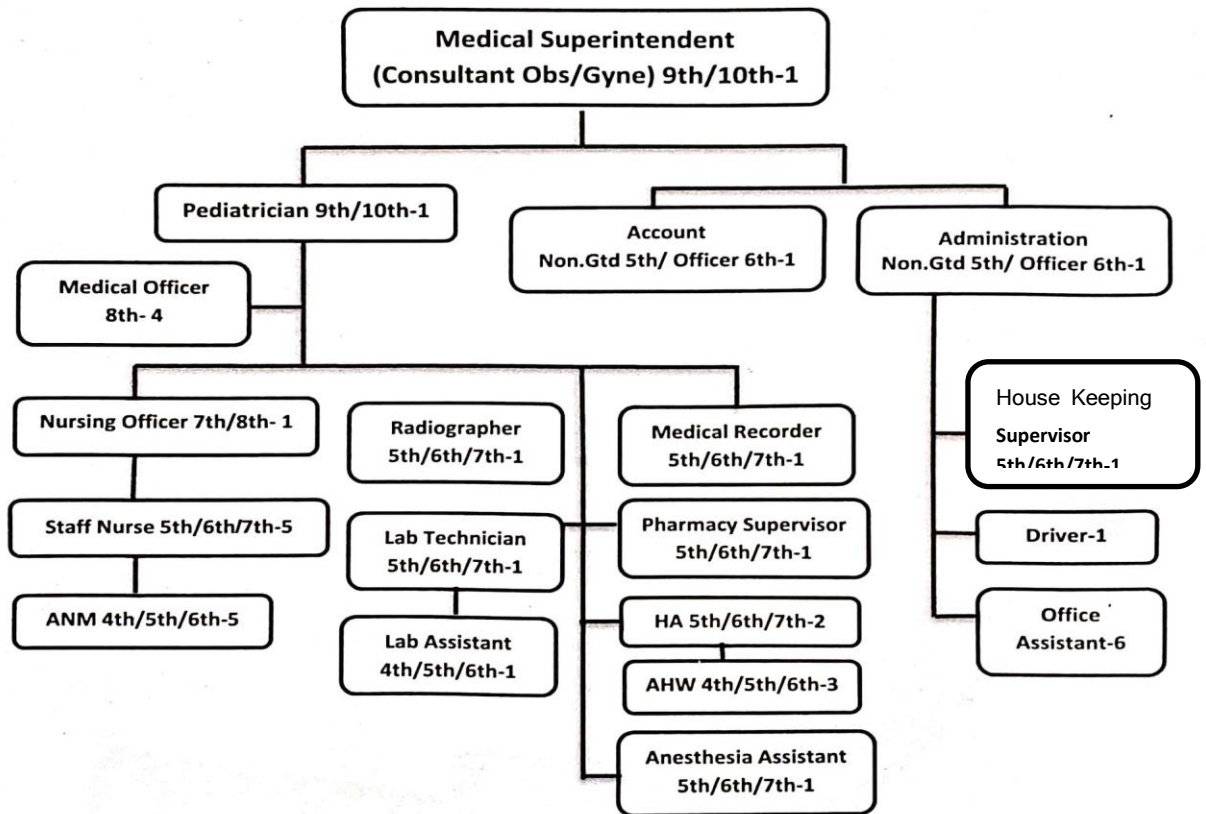 Medical Superintendent
(Consultant Obs/Gyne) 9th/10th-1
Pediatrician 9th/10th-1
Account
Non.Gtd 5th/ Officer 6th-1
Administration
Non.Gtd 5th/ Officer 6th-1
Medical Officer
8th- 4
Nursing Officer 7th/8th- 1
Radiographer
5th/6th/7th-1
Medical Recorder
5th/6th/7th-1
House Keeping
Supervisor
5th/6th/7th-1
Staff Nurse 5th/6th/7th-5
Lab Technician
5th/6th/7th-1
Pharmacy Supervisor
5th/6th/7th-1
Driver-1
ANM 4th/5th/6th-5
Lab Assistant
4th/5th/6th-1
HA 5th/6th/7th-2
AHW 4th/5th/6th-3
Office
Assistant-6
Anesthesia Assistant
5th/6th/7th-1